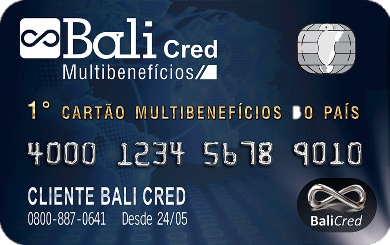 Bali Cred
Multibenefícios
1° CARTÃO MULTIBENEFÍCIOS DO PAÍS
4000 1234 5678 9010
CLIENTE BALI CRED
0800-887-0641 Desde 24/05
BaliCred